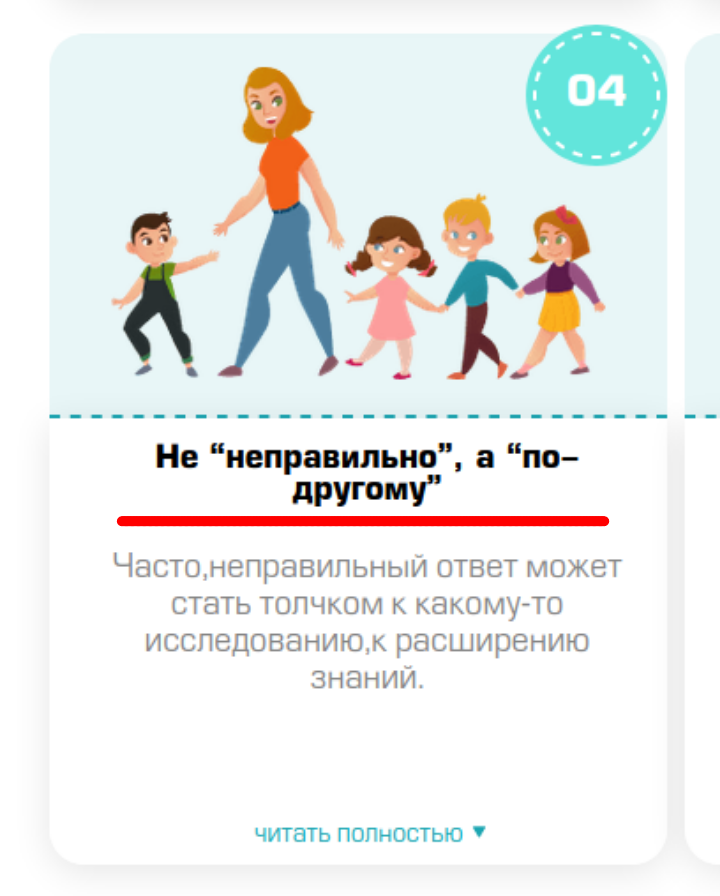 04
Не “неправильно”, а “по-
другому”
Часто,неправильный ответ может
стать толчком к какому-то
исследованию,к расширению
знаний.
читать полностью ▼